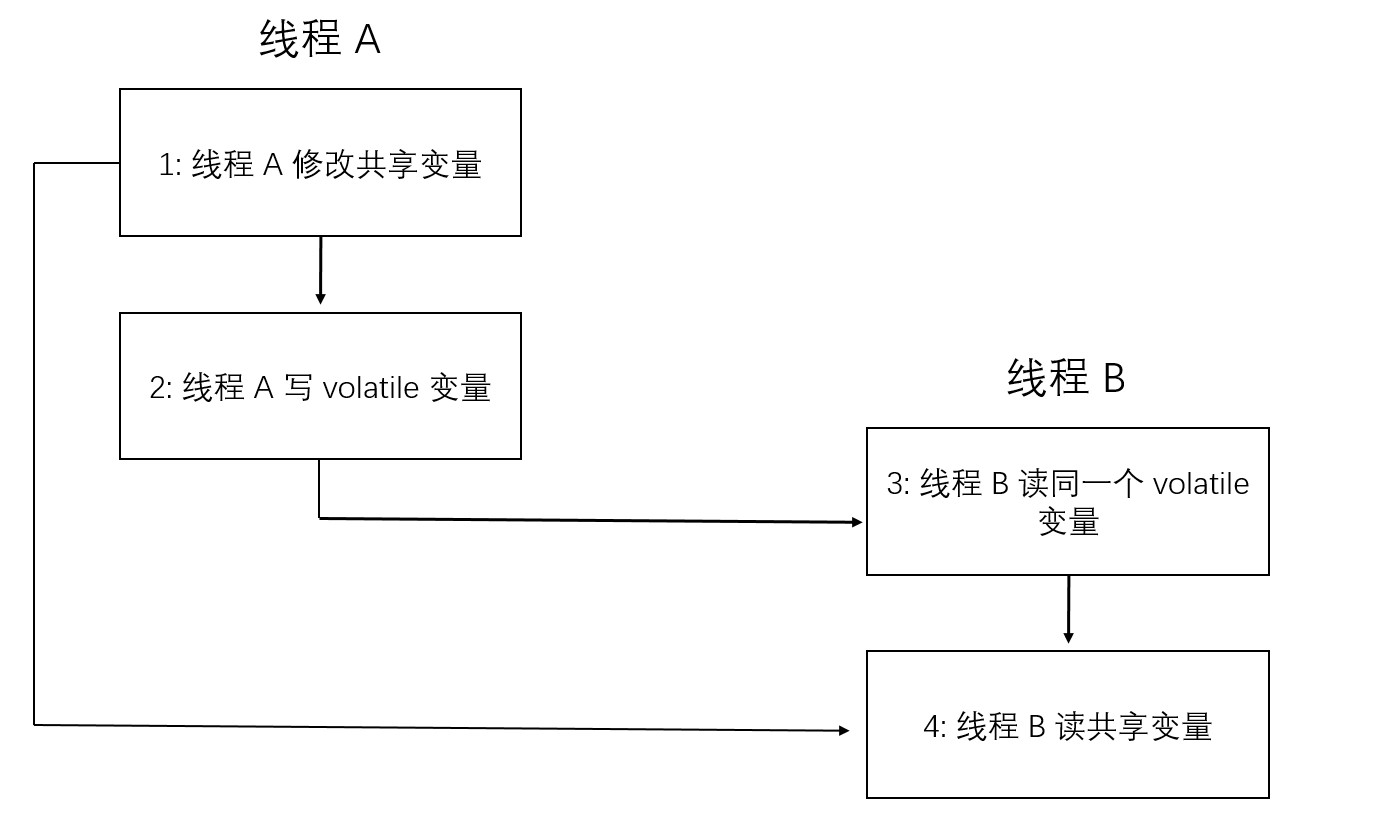 线程 A
1: 线程 A 修改共享变量
2: 线程 A 写 volatile 变量
线程 B
3: 线程 B 读同一个 volatile
变量
4: 线程 B 读共享变量